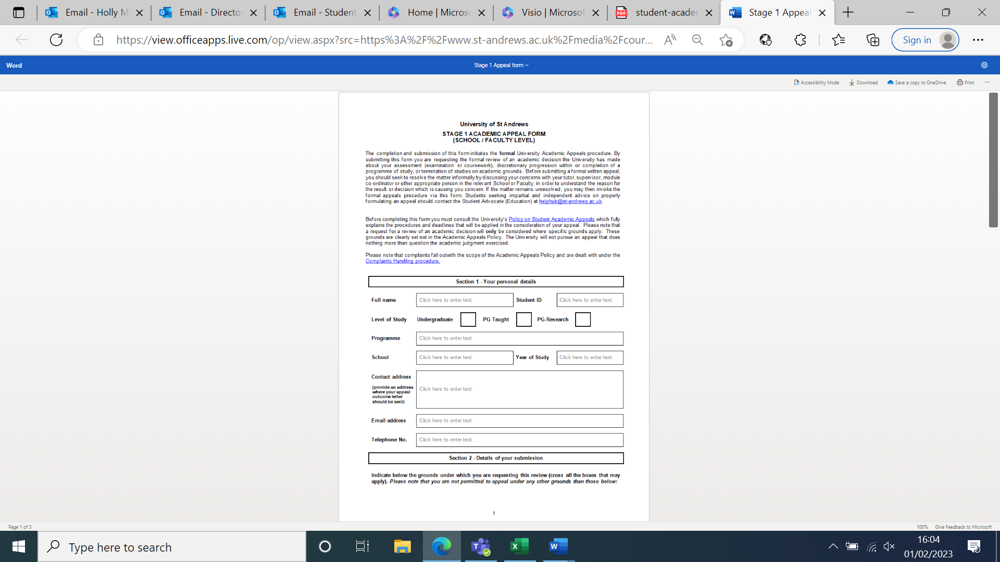 Email - Holly M
Email - Director
Email - Student
Home | Microso
Visio | Microsof
student-acader
Stage 1 Appeal
https://view.officeapps.live.com/op/view.aspx?src=https%3A%2F%2Fwww.st-andrews.ac.uk%2Fmedia%2Fcour...
Sign in
Word
Stage 1 Appeal form
Accessibility Mode
Download
Save a copy to OneDrive.
Print
University of St Andrews
STAGE 1 ACADEMIC APPEAL FORM
(SCHOOL / FACULTY LEVEL)
The completion and submission of this form initiates the formal University Academic Appeals procedure. By
submitting this form you are requesting the formal review of an academic decision the University has made
about your assessment (examination or coursework), discretionary progression within or completion of a
programme of study, or termination of studies on academic grounds. Before submitting a formal written appeal,
you should seek to resolve the matter informally by discussing your concerns with your tutor, supervisor, module
co-ordinator or other appropriate person in the relevant School or Faculty, in order to understand the reason for
the result or decision which is causing you concern. If the matter remains unresolved, you may then invoke the
formal appeals procedure via this form. Students seeking impartial and independent advice on properly
formulating an appeal should contact the Student Advocate (Education) at helphub@st-andrews.ac.uk.
Before completing this form you must consult the University's Policy on Student Academic Appeals which fully
explains the procedures and deadlines that will be applied in the consideration of your appeal. Please note that
a request for a review of an academic decision will only be considered where specific grounds apply. These
grounds are clearly set out in the Academic Appeals Policy. The University will not pursue an appeal that does
nothing more than question the academic judgment exercised.
Please note that complaints fall outwith the scope of the Academic Appeals Policy and are dealt with under the
Complaints Handling procedure.
Section 1 - Your personal details
Full name Click here to enter text. Student ID Click here to enter text.
Level of Study Undergraduate PG Taught PG Research
Programme Click here to enter text.
School Click here to enter text. Year of Study Click here to enter text.
Contact address
(provide an address
where your appeal
outcome letter
should be sent)
Click here to enter text.
Email address Click here to enter text.
Telephone No. Click here to enter text.
Section 2 - Details of your submission
Indicate below the grounds under which you are requesting this review (cross all the boxes that may
apply). Please note that you are not permitted to appeal under any other grounds than those below:
1
Page 1 of 3
100% Give Feedback to Microsoft
Type here to search
16:04
01/02/2023